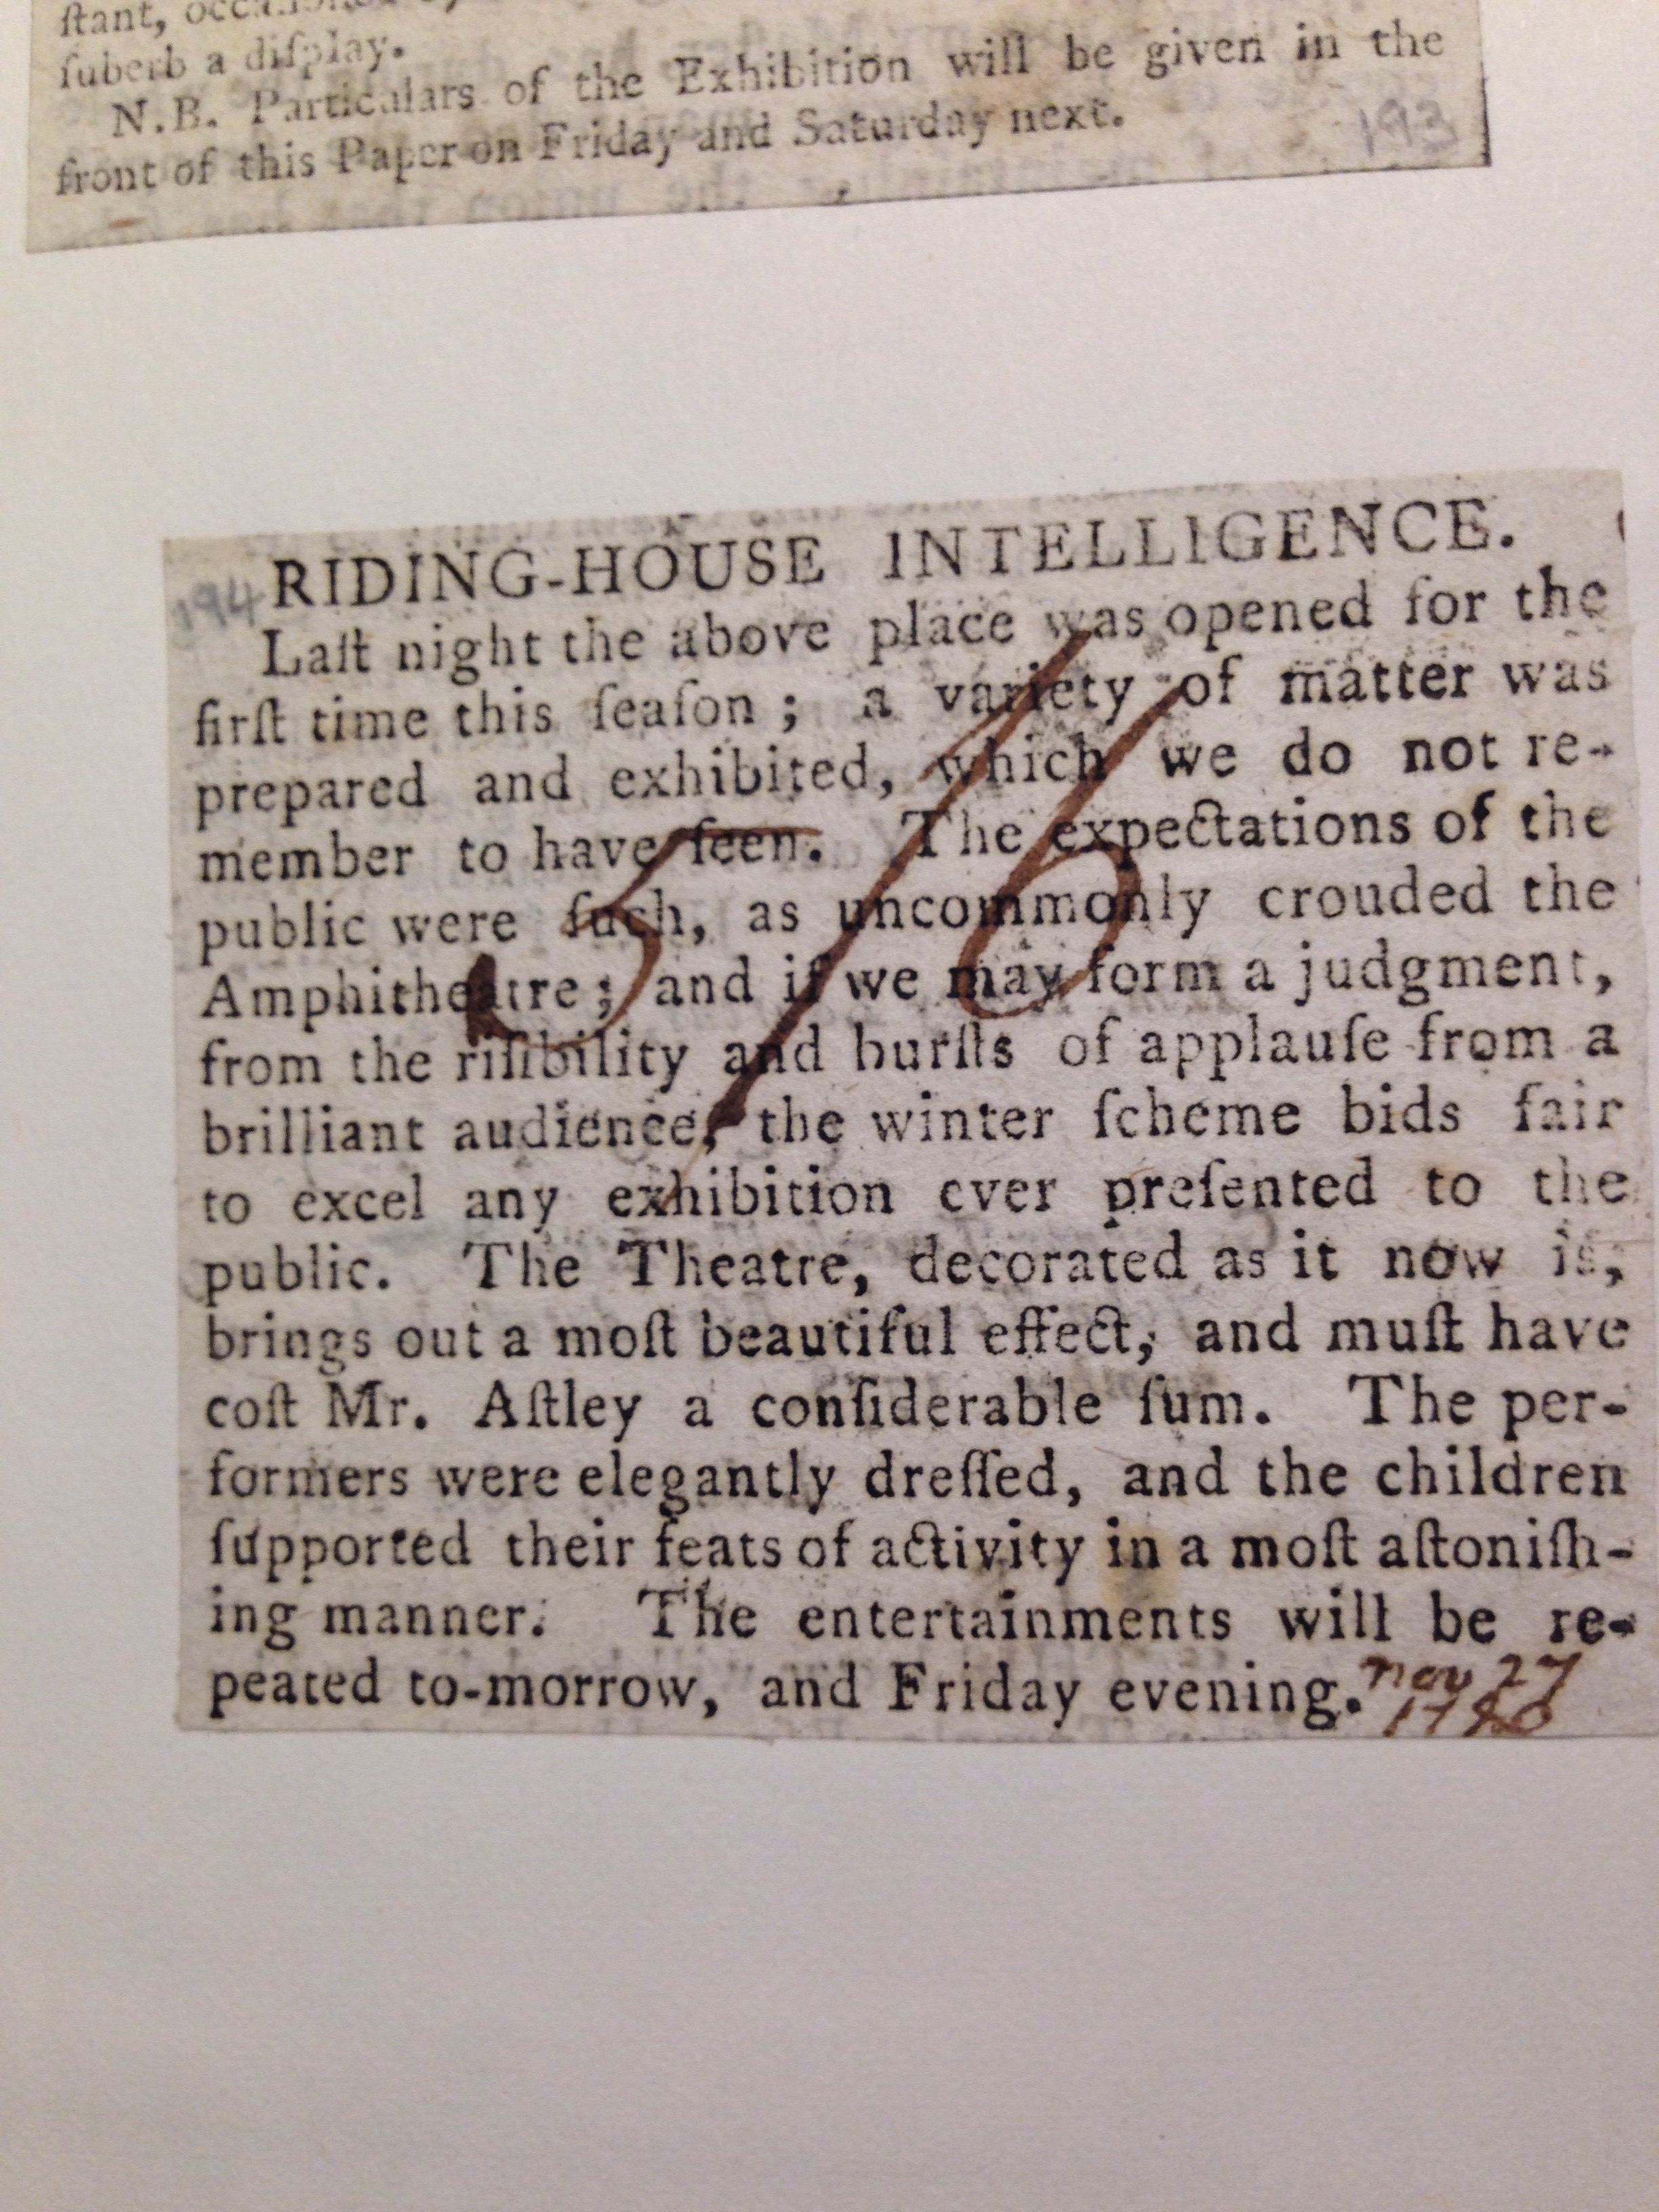 ſtant,
ſuberb a diſplay.
N.B. Particulars of the Exhibition will be given in the
front of this Paper on Friday and Saturday next.
193
RIDING-HOUSE INTELLIGENCE.
194
Laſt night the above place was opened for the
firſt time this ſeaſon; a variety of matter was
prepared and exhibited, which we do not re-
member to have ſeen. The expectations of the
public were ſuch, as uncommonly crouded the
Amphitheatre; and if we may form a judgment,
from the riſibility and burſts of applauſe from a
brilliant audience, the winter ſcheme bids fair
to excel any exhibition ever preſented to the
public. The Theatre, decorated as it now is,
brings out a moſt beautiful effect, and muſt have
coſt Mr. Aſtley a conſiderable ſum. The per-
formers were elegantly dreſſed, and the children
ſupported their feats of activity in a moſt aſtoniſh-
ing manner. The entertainments will be re-
peated to-morrow, and Friday evening.
nov 27
1780
5/6